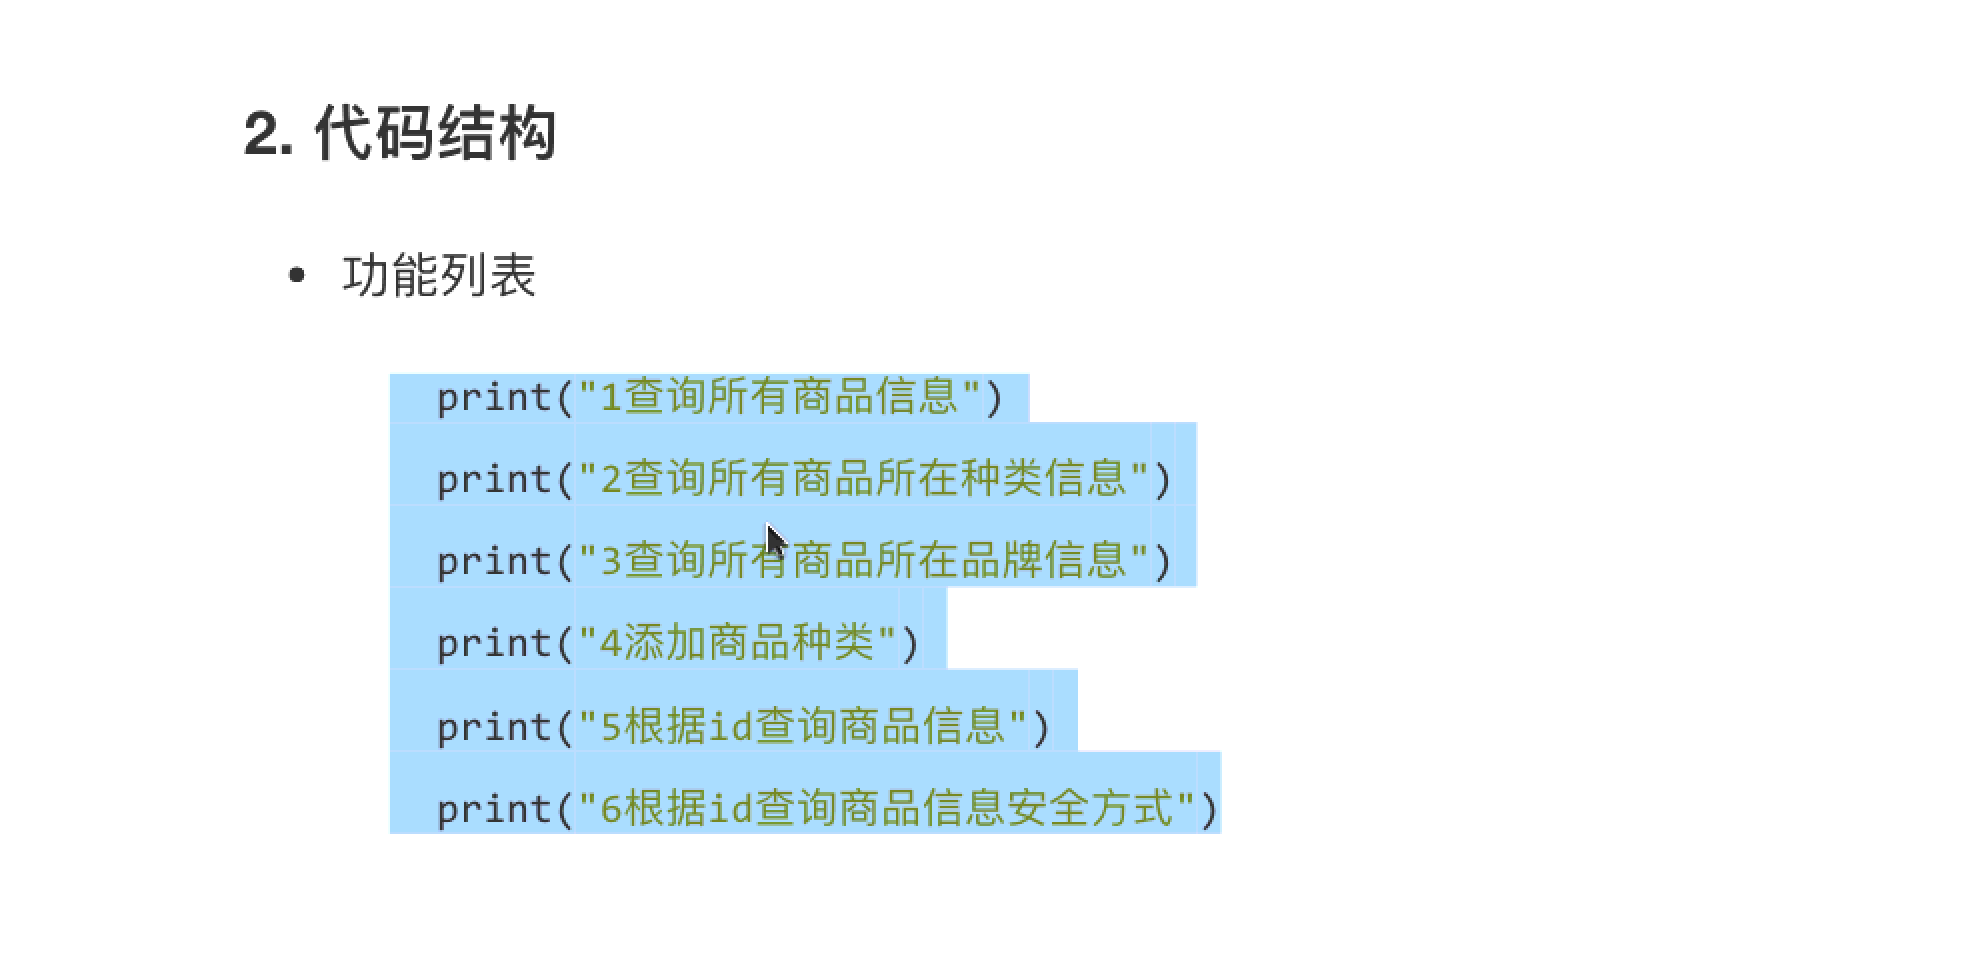 2. 代码结构
• 功能列表
print("1查询所有商品信息")
print("2查询所有商品所在种类信息")
print("3查询所有商品所在品牌信息")
print("4添加商品种类")
print("5根据id查询商品信息")
print("6根据id查询商品信息安全方式")